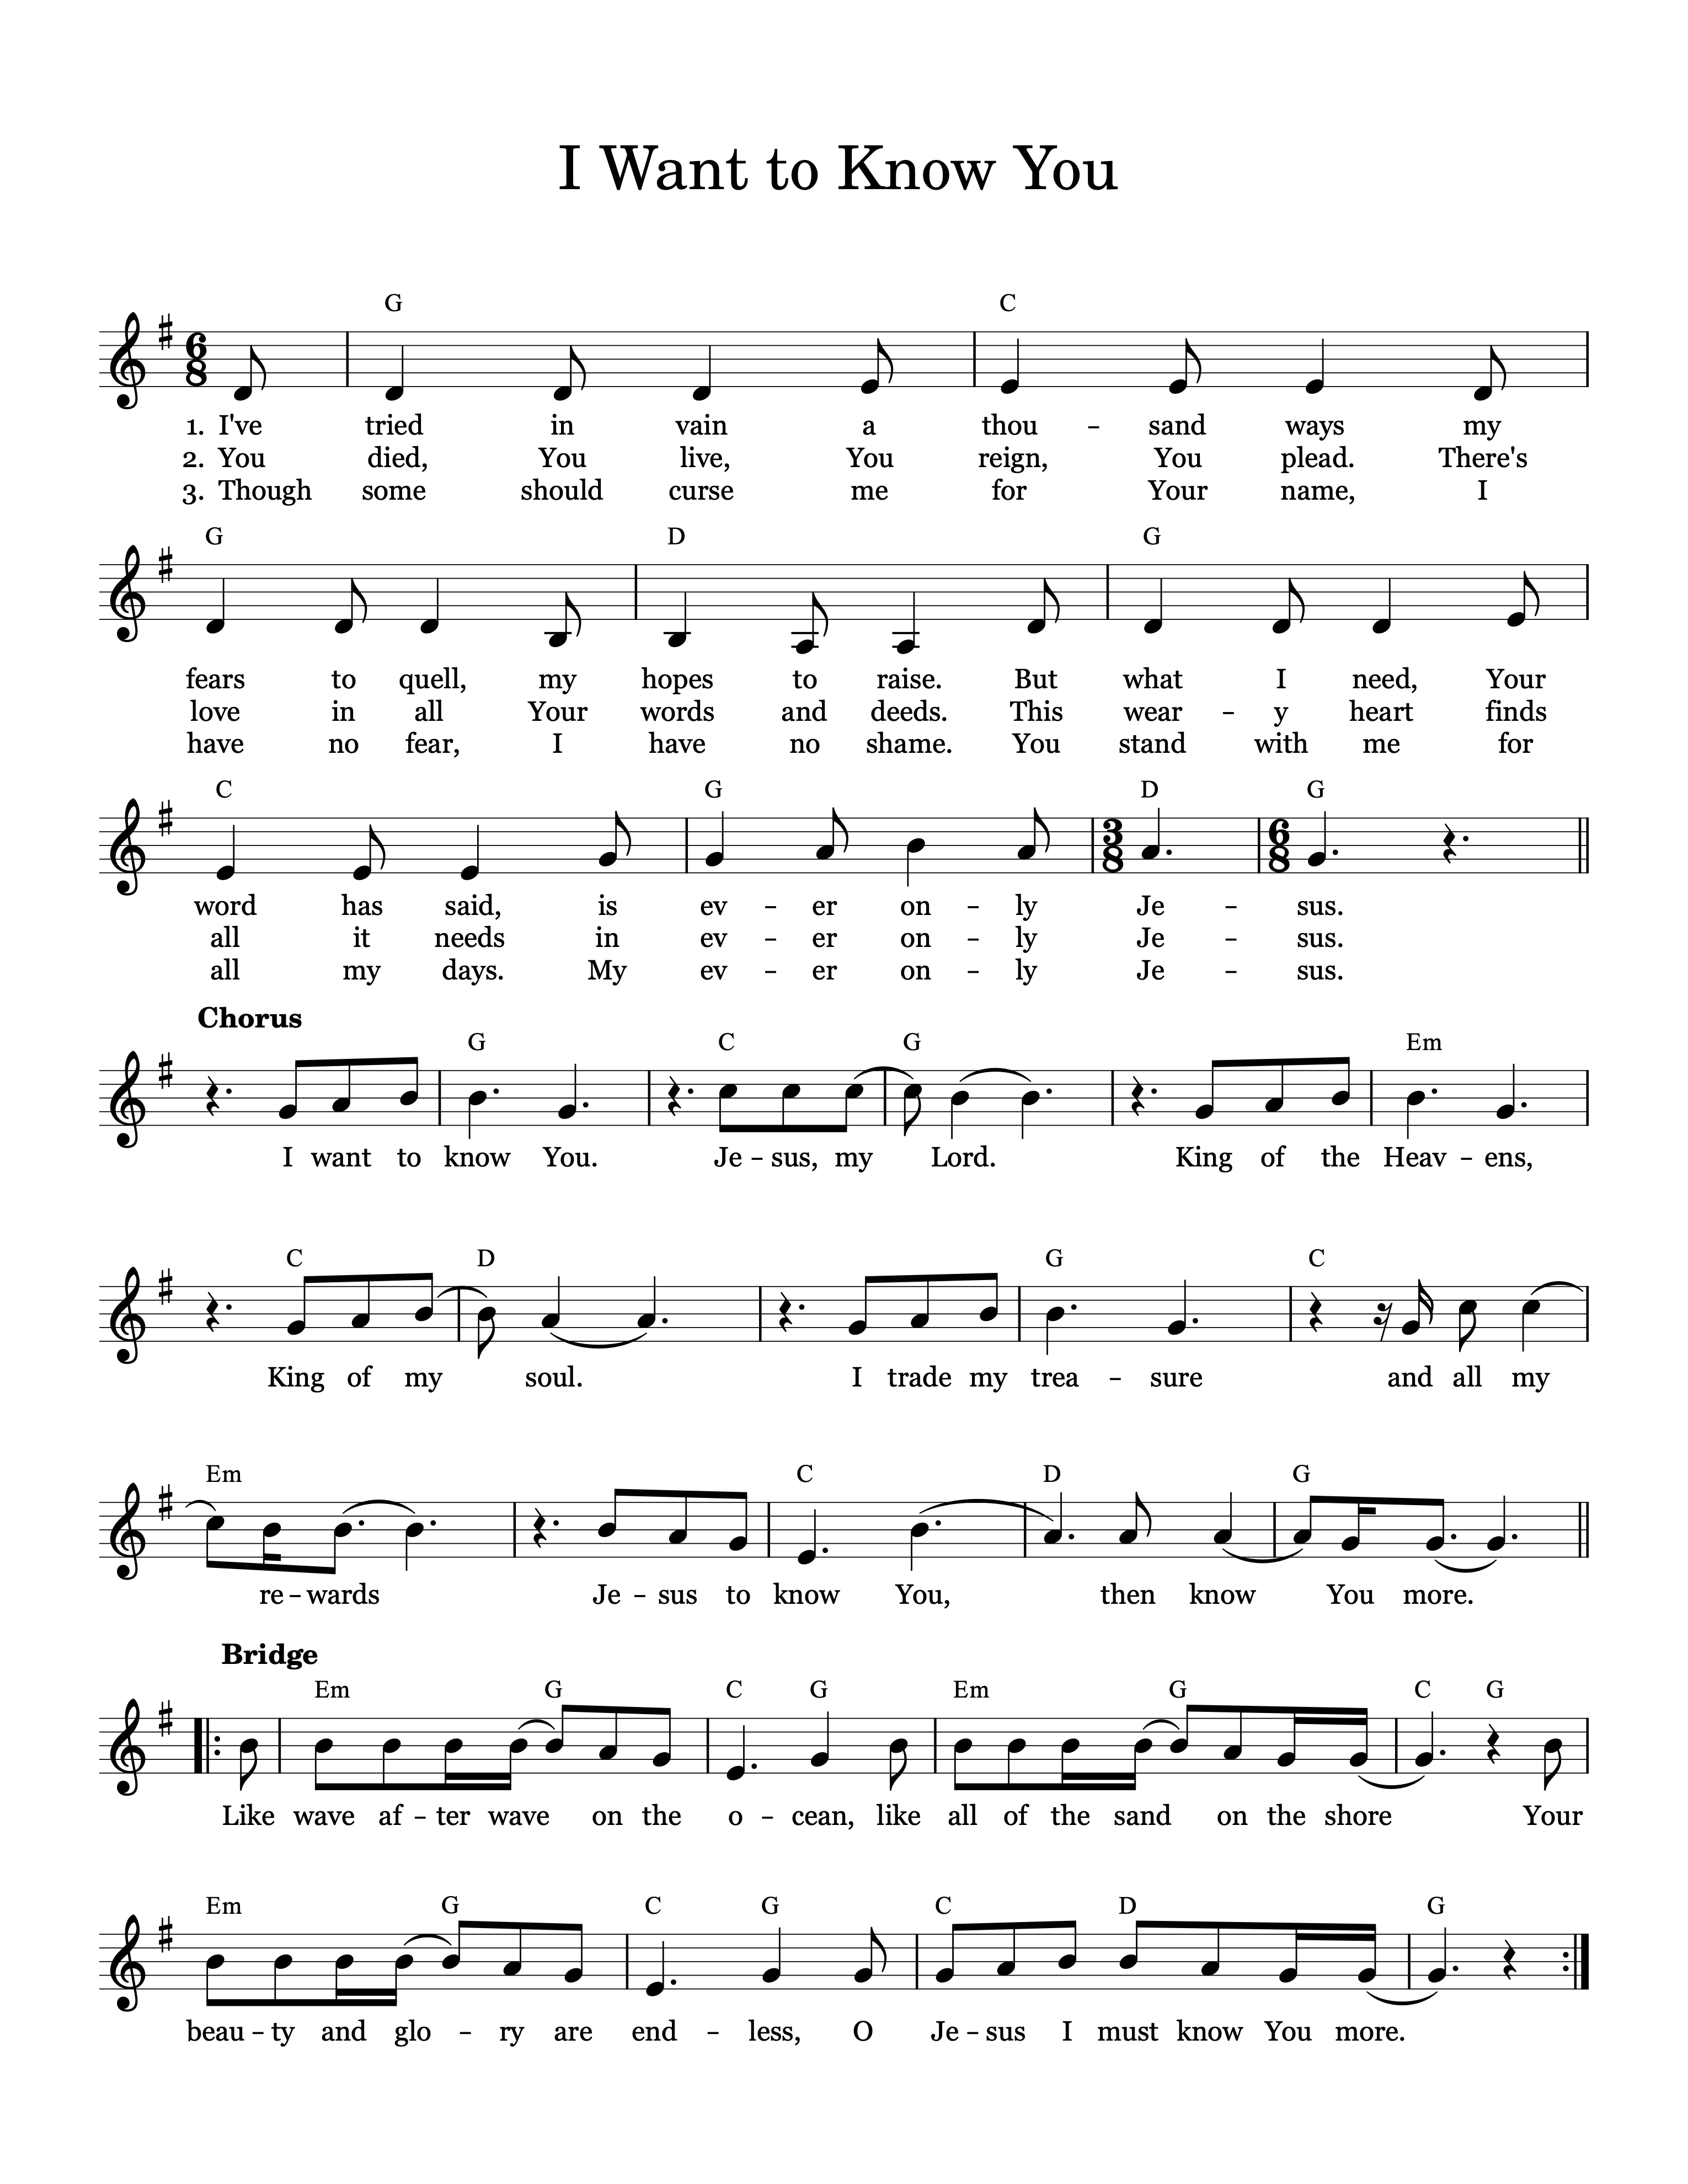 I Want to Know You
G C
6 8
1. I've tried in vain a thou – sand ways my
2. You died, You live, You reign, You plead. There's
3. Though some should curse me for Your name, I
G D G
fears to quell, my hopes to raise. But what I need, Your
love in all Your words and deeds. This wear – y heart finds
have no fear, I have no shame. You stand with me for
C G D G
3 8 6 8
word has said, is ev – er on – ly Je – sus.
all it needs in ev – er on – ly Je – sus.
all my days. My ev – er on – ly Je – sus.
Chorus
G C G Em
I want to know You. Je – sus, my Lord. King of the Heav – ens,
C D G C
King of my soul. I trade my trea – sure and all my
Em C D G
re – wards Je – sus to know You, then know You more.
Bridge
Em G C G Em G C G
Like wave af – ter wave on the o – cean, like all of the sand on the shore Your
Em G C G C D G
beau – ty and glo – ry are end – less, O Je – sus I must know You more.